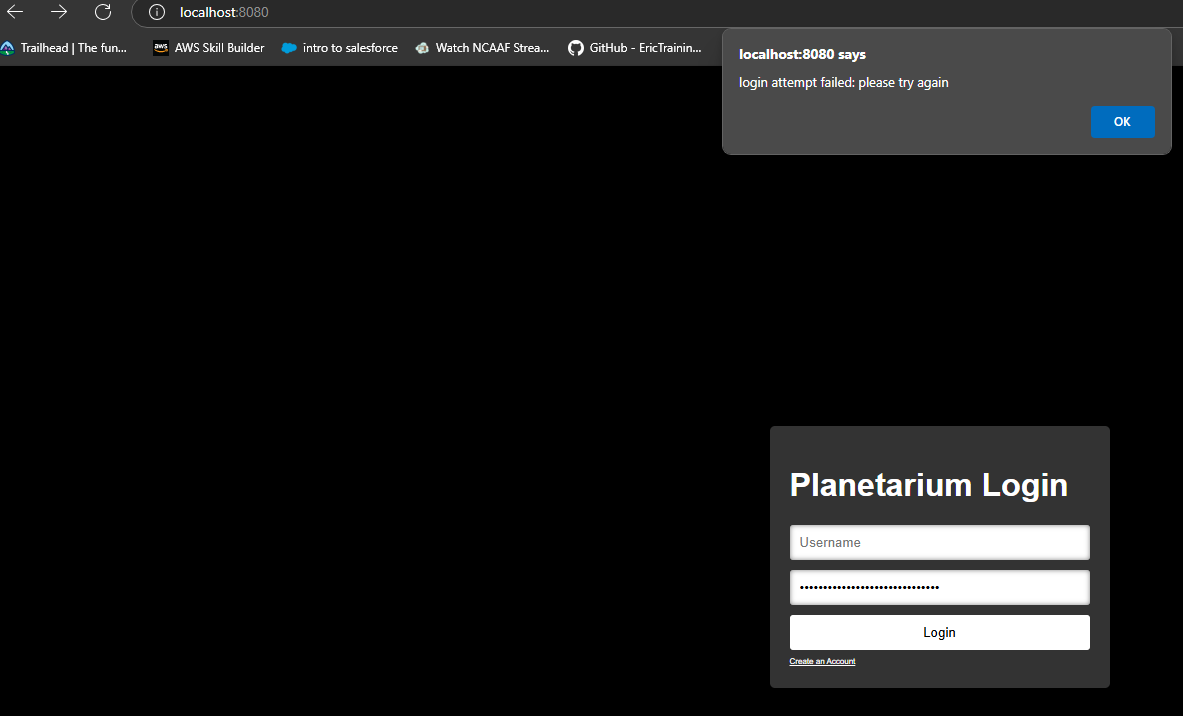 localhost:8080
Trailhead | The fun...
aws
AWS Skill Builder
intro to salesforce
Watch NCAAF Strea...
GitHub - EricTrainin...
localhost:8080 says
login attempt failed: please try again
OK
Planetarium Login
Username
••••••••••••••••••••••••••••••
Login
Create an Account